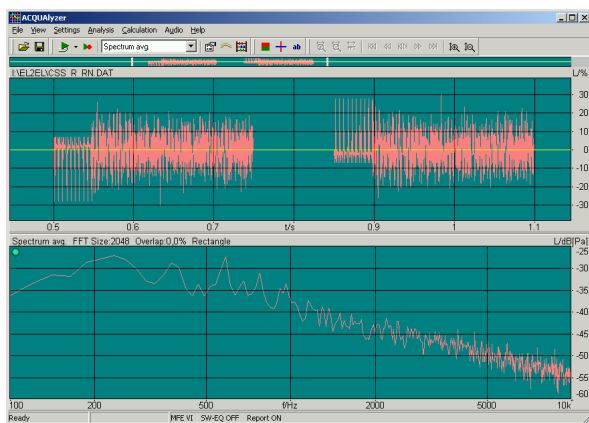 ACQUAlyzer
File View Settings Analysis Calculation Audio Help
Spectrum avg.
ab
I:\EL2EL\CSS R RN.DAT L/%
30
20
10
0
-10
-20
-30
0.5 0.6 0.7 t/s 0.9 1 1.1
Spectrum avg. FFT Size:2048 Overlap:0,0% Rectangle L/dB[Pa]
-25
-30
-35
-40
-45
-50
-55
-60
100 200 500 f/Hz 2000 5000 10k
Ready MFE VI SW-EQ OFF Report ON